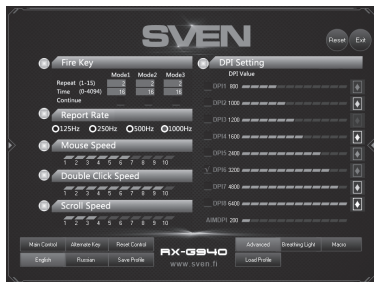 SVEN
Reset Exit
Fire Key
Mode1 Mode2 Mode3
Repeat (1-15) 2 2 2
Time (0-4094) 16 16 16
Continue
Report Rate
125Hz 250Hz 500Hz 1000Hz
Mouse Speed
1 2 3 4 5 6 7 8 9 10
Double Click Speed
1 2 3 4 5 6 7 8 9 10
Scroll Speed
1 2 3 4 5 6 7 8 9 10
DPI Setting
DPI Value
DPI1 800
DPI2 1000
DPI3 1200
DPI4 1600
DPI5 2400
√ DPI6 3200
DPI7 4800
DPI8 6400
AIMDPI 200
Main Control Alternate Key Reset Control
English Russian Save Profile
RX-G940
www.sven.fi
Advanced Breathing Light Macro
Load Profile